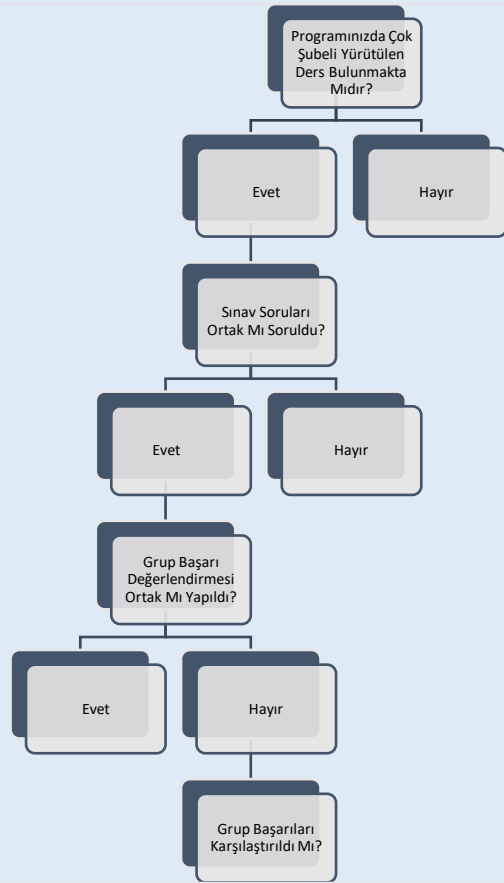 Programınızda Çok
Şubeli Yürütülen
Ders Bulunmakta
Mıdır?
Evet
Hayır
Sınav Soruları
Ortak Mı Soruldu?
Evet
Hayır
Grup Başarı
Değerlendirmesi
Ortak Mı Yapıldı?
Evet
Hayır
Grup Başarıları
Karşılaştırıldı Mı?